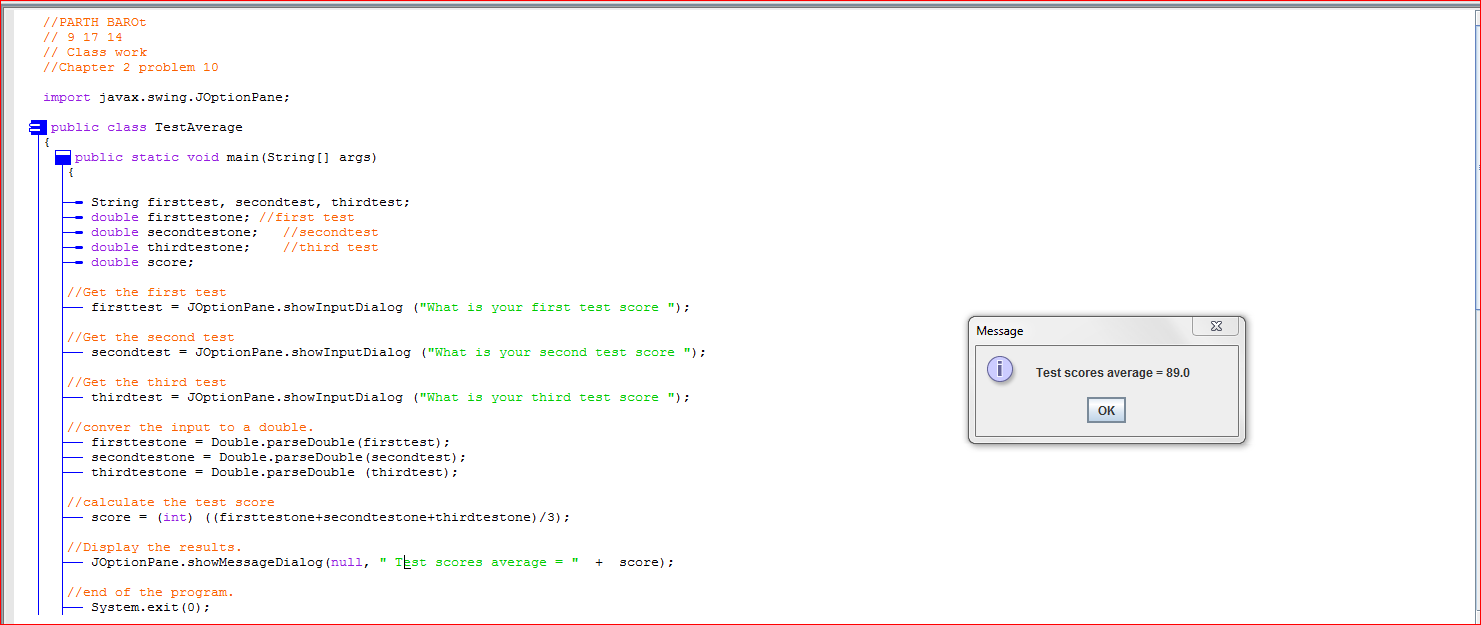 //PARTH BAROt
// 9 17 14
// Class work
//Chapter 2 problem 10
import javax.swing.JOptionPane;
public class TestAverage
{
public static void main(String[] args)
{
String firsttest, secondtest, thirdtest;
double firsttestone; //first test
double secondtestone; //secondtest
double thirdtestone; //third test
double score;
//Get the first test
firsttest = JOptionPane.showInputDialog ("What is your first test score ");
//Get the second test
secondtest = JOptionPane.showInputDialog ("What is your second test score ");
//Get the third test
thirdtest = JOptionPane.showInputDialog ("What is your third test score ");
//conver the input to a double.
firsttestone = Double.parseDouble(firsttest);
secondtestone = Double.parseDouble(secondtest);
thirdtestone = Double.parseDouble (thirdtest);
//calculate the test score
score = (int) ((firsttestone+secondtestone+thirdtestone)/3);
//Display the results.
JOptionPane.showMessageDialog(null, " Test scores average = " + score);
//end of the program.
System.exit(0);
Message
Test scores average = 89.0
OK